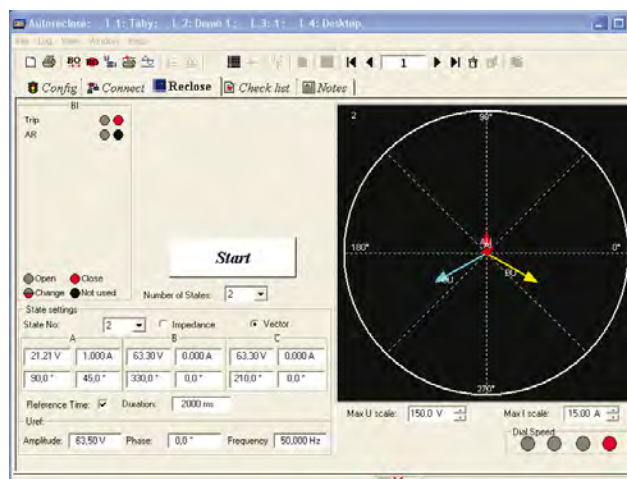 Autoreclose: L 1: Täby: L 2: Demo 1: L 3: 1: L 4: Desktop.
File Log View Window Help
BO
1
Config Connect Reclose Check list Notes
BI
Trip
AR
Open Close
Change Not used
Start
Number of States: 2
State settings
State No: 2 Impedance Vector
A B C
21,21 V 1,000 A 63,30 V 0,000 A 63,30 V 0,000 A
90,0 ° 45,0 ° 330,0 ° 0,0 ° 210,0 ° 0,0 °
Reference Time: Duration: 2000 ms
Uref
Amplitude: 63,50 V Phase: 0,0 ° Frequency 50,000 Hz
2
90°
180° 0°
BU
270°
Max U scale: 150.0 V Max I scale: 15.00 A
Dial Speed